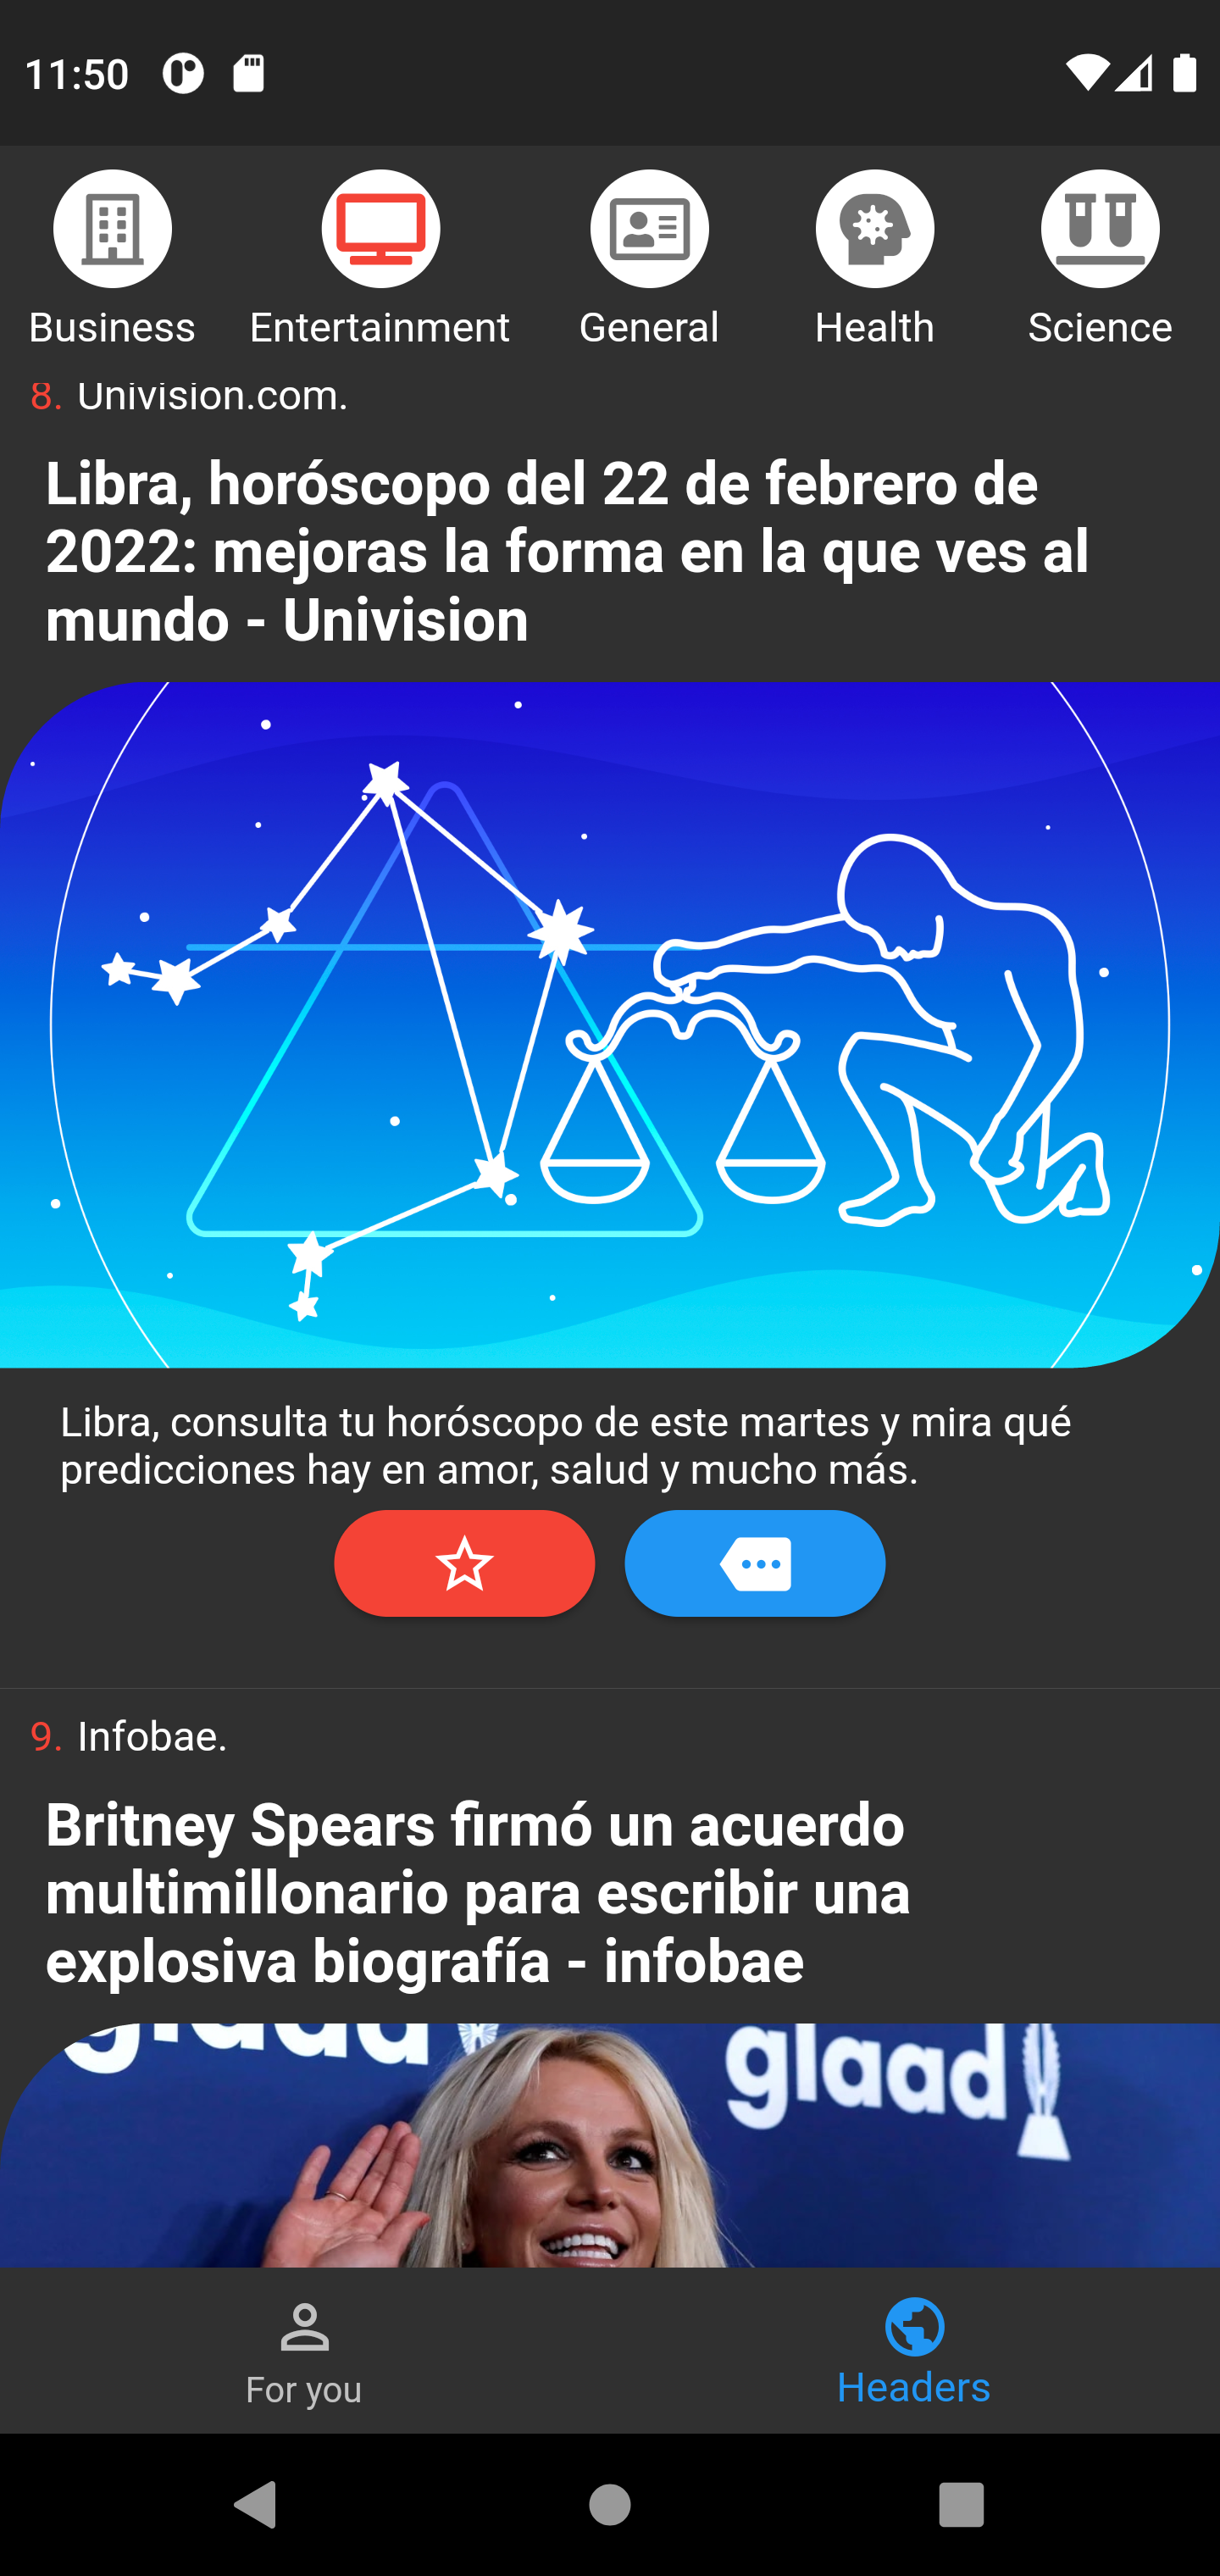 11:50
Business Entertainment General Health Science
8. Univision.com.
Libra, horóscopo del 22 de febrero de
2022: mejoras la forma en la que ves al
mundo - Univision
Libra, consulta tu horóscopo de este martes y mira qué
predicciones hay en amor, salud y mucho más.
9. Infobae.
Britney Spears firmó un acuerdo
multimillonario para escribir una
explosiva biografía - infobae
glaad glaad
For you Headers